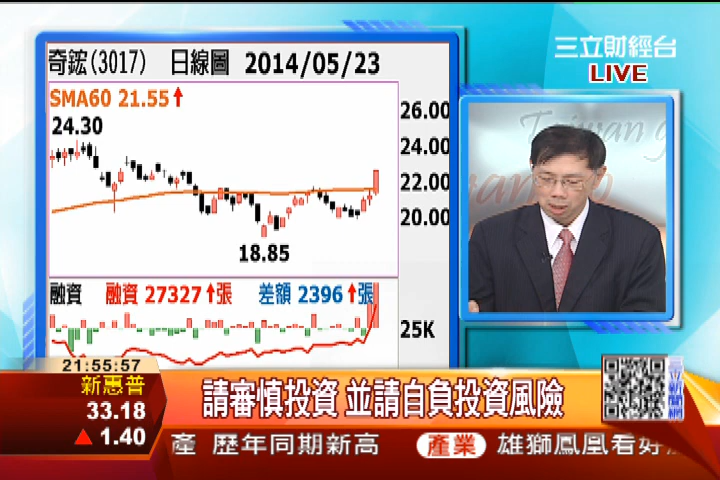 奇鋐(3017) 日線圖 2014/05/23
三立財經台
LIVE
SMA60 21.55↑
24.30
26.00
24.00
22.00
20.00
18.85
融資 融資 27327↑張 差額 2396↑張
25K
21:55:57
新惠普
33.18
▲ 1.40
請審慎投資 並請自負投資風險
產 歷年同期新高 產業 雄獅鳳凰看好